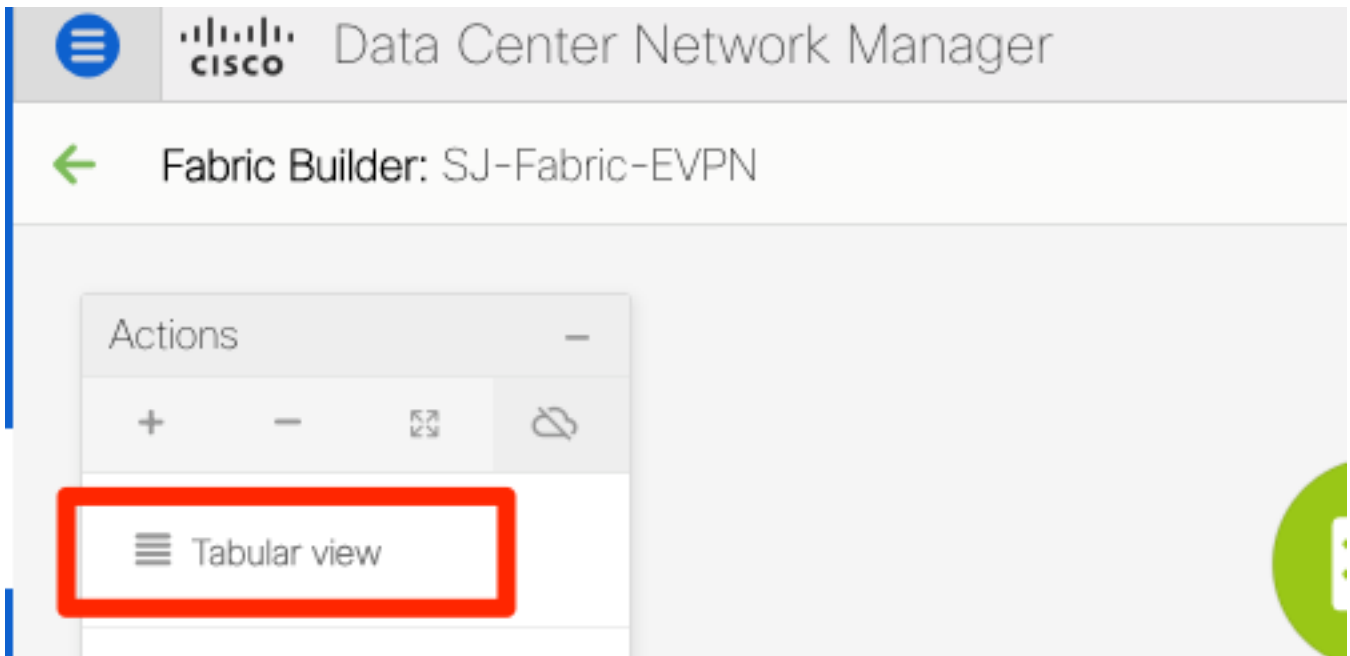 cisco Data Center Network Manager
Fabric Builder: SJ-Fabric-EVPN
Actions
Tabular view